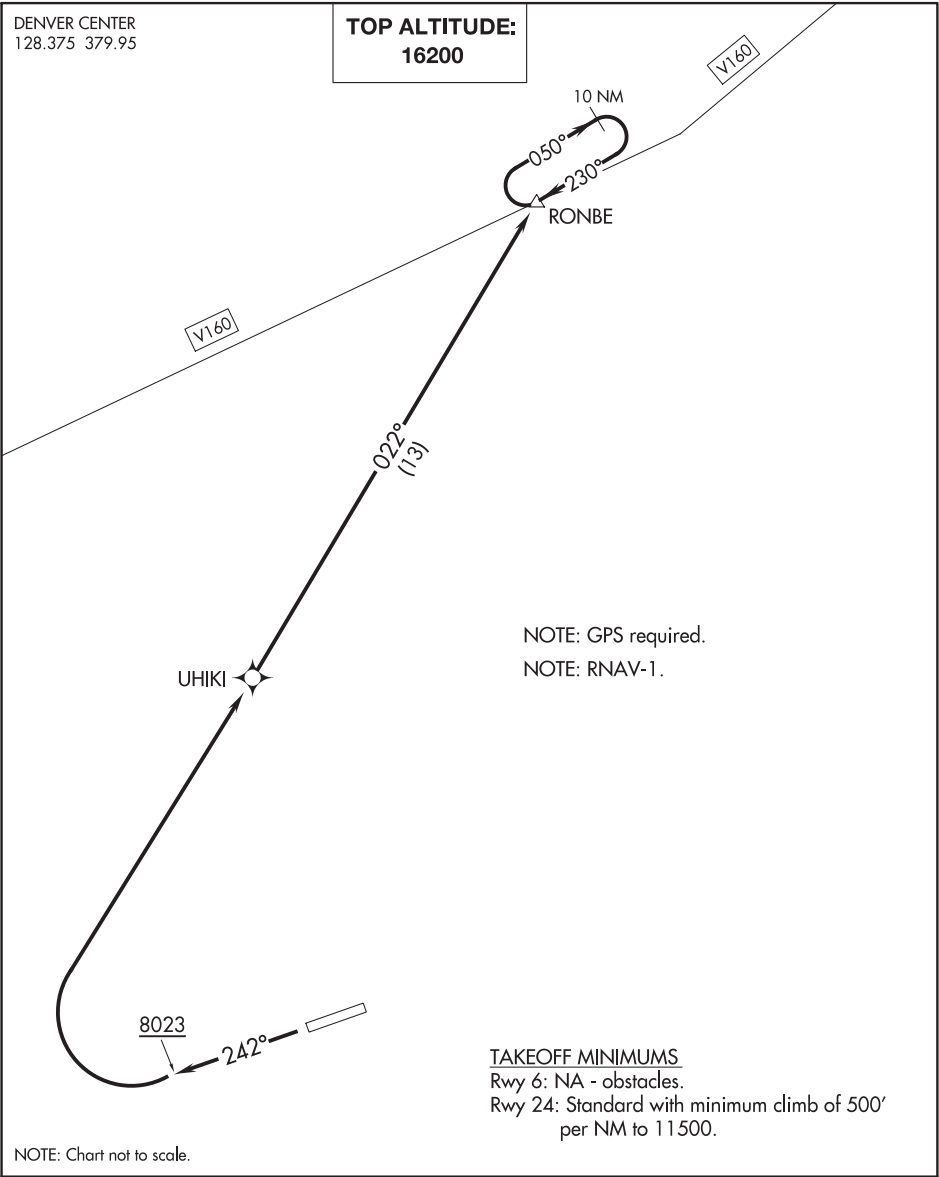 DENVER CENTER
128.375 379.95
TOP ALTITUDE:
16200
V160
10 NM
050°
230°
RONBE
V160
022°
(13)
NOTE: GPS required.
NOTE: RNAV-1.
UHIKI
8023
242°
TAKEOFF MINIMUMS
Rwy 6: NA - obstacles.
Rwy 24: Standard with minimum climb of 500'
per NM to 11500.
NOTE: Chart not to scale.